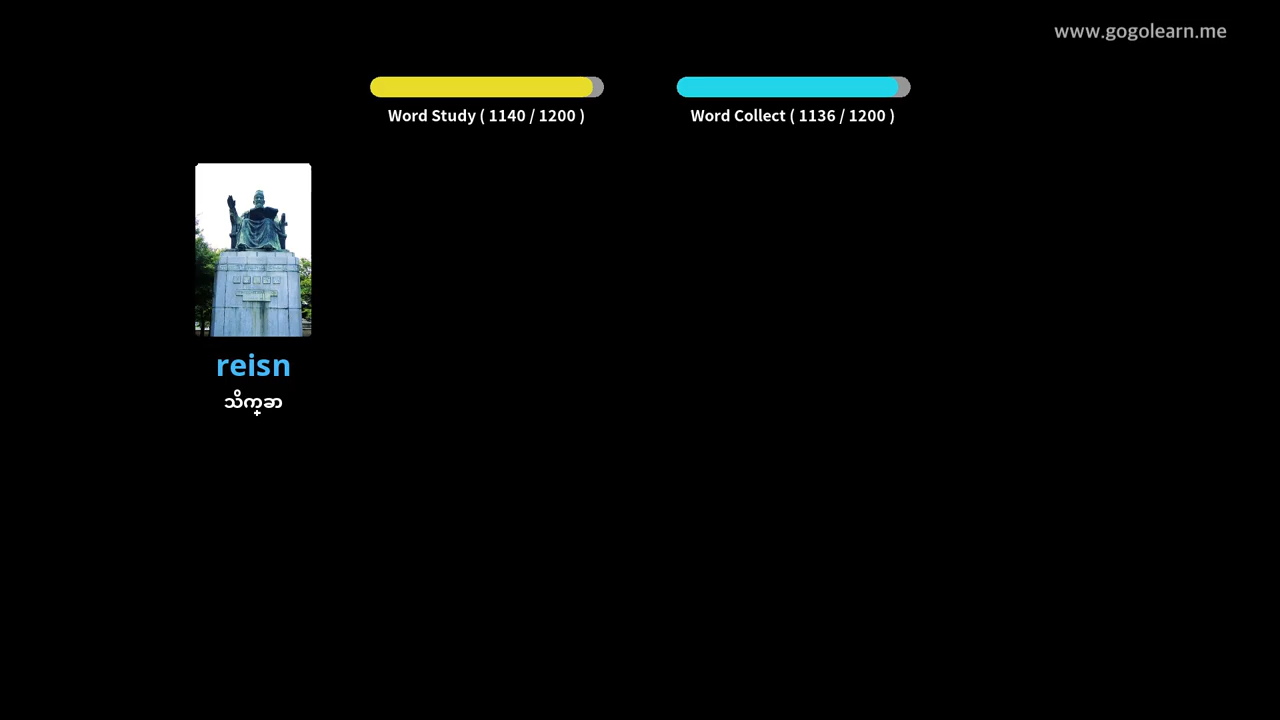 www.gogolearn.me
Word Study ( 1140 / 1200 )
Word Collect ( 1136 / 1200 )
reisn
သိက္ခာ